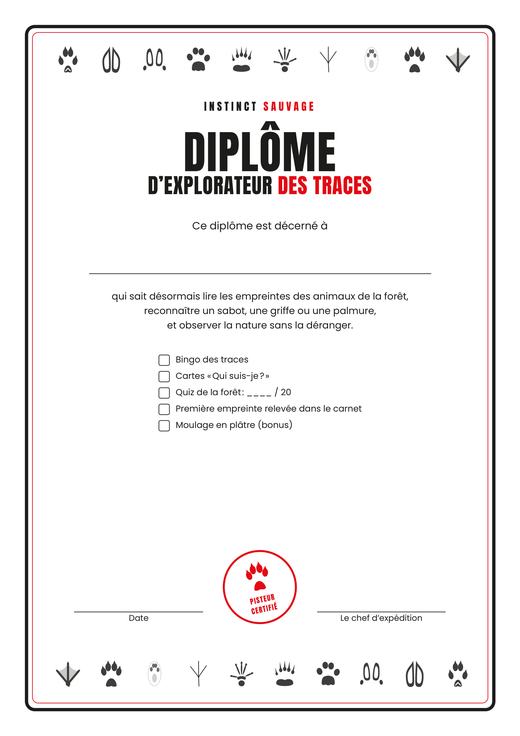 INSTINCT SAUVAGE
DIPLÔME
D'EXPLORATEUR DES TRACES
Ce diplôme est décerné à
qui sait désormais lire les empreintes des animaux de la forêt,
reconnaître un sabot, une griffe ou une palmure,
et observer la nature sans la déranger.
Bingo des traces
Cartes «Qui suis-je?»
Quiz de la forêt: ____ / 20
Première empreinte relevée dans le carnet
Moulage en plâtre (bonus)
PISTEUR
CERTIFIÉ
Date
Le chef d'expédition